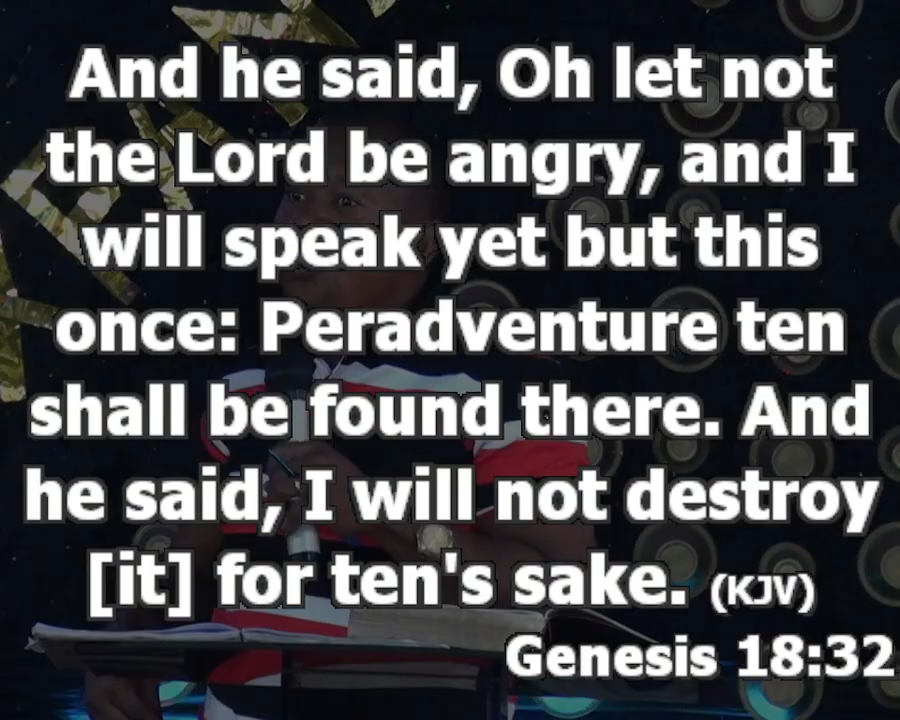 And he said, Oh let not
the Lord be angry, and I
will speak yet but this
once: Peradventure ten
shall be found there. And
he said, I will not destroy
[it] for ten's sake. (KJV)
Genesis 18:32